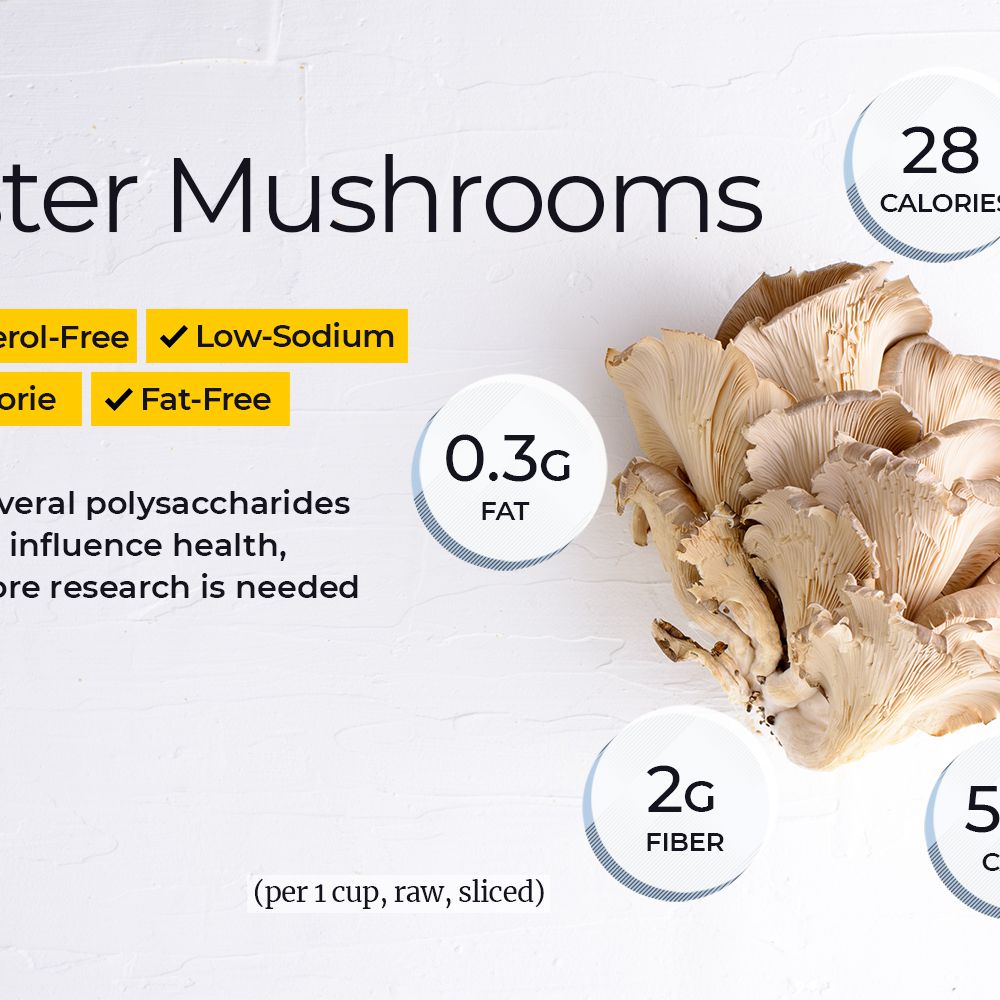 ter Mushrooms
28
CALORIES
erol-Free
✓ Low-Sodium
orie
✓ Fat-Free
0.3G
FAT
veral polysaccharides
influence health,
ore research is needed
2G
FIBER
5
C
(per 1 cup, raw, sliced)